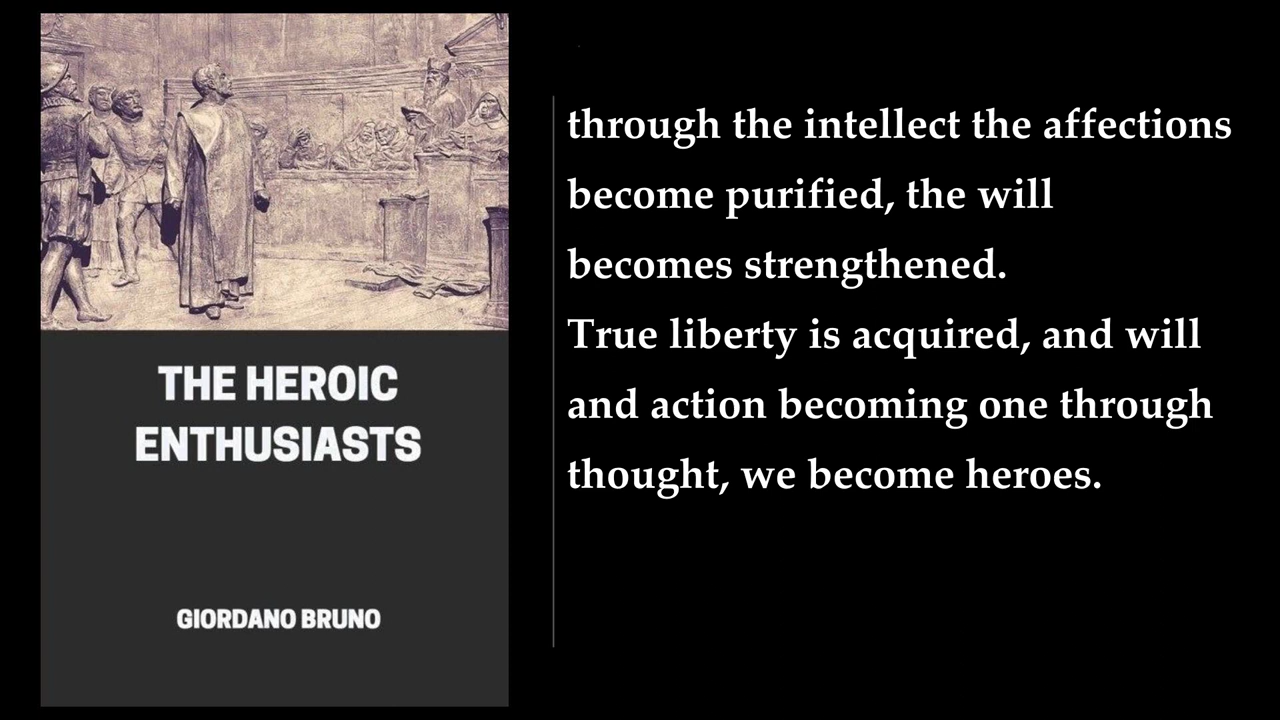 THE HEROIC
ENTHUSIASTS
GIORDANO BRUNO
through the intellect the affections
become purified, the will
becomes strengthened.
True liberty is acquired, and will
and action becoming one through
thought, we become heroes.